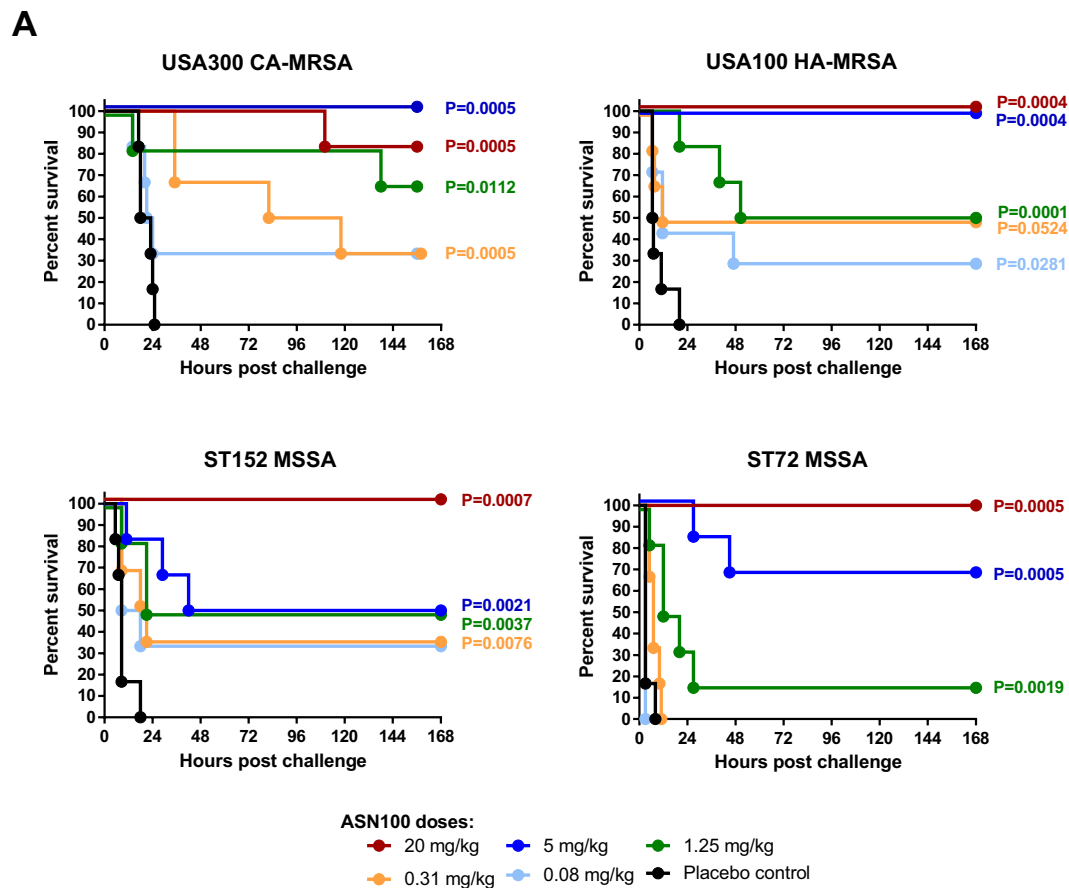 A
USA300 CA-MRSA
Percent survival
100
90
80
70
60
50
40
30
20
10
0
0 24 48 72 96 120 144 168
Hours post challenge
P=0.0005
P=0.0005
P=0.0112
P=0.0005
USA100 HA-MRSA
Percent survival
100
90
80
70
60
50
40
30
20
10
0
0 24 48 72 96 120 144 168
Hours post challenge
P=0.0004
P=0.0004
P=0.0001
P=0.0524
P=0.0281
ST152 MSSA
Percent survival
100
90
80
70
60
50
40
30
20
10
0
0 24 48 72 96 120 144 168
Hours post challenge
P=0.0007
P=0.0021
P=0.0037
P=0.0076
ST72 MSSA
Percent survival
100
90
80
70
60
50
40
30
20
10
0
0 24 48 72 96 120 144 168
Hours post challenge
P=0.0005
P=0.0005
P=0.0019
ASN100 doses:
20 mg/kg 5 mg/kg 1.25 mg/kg
0.31 mg/kg 0.08 mg/kg Placebo control